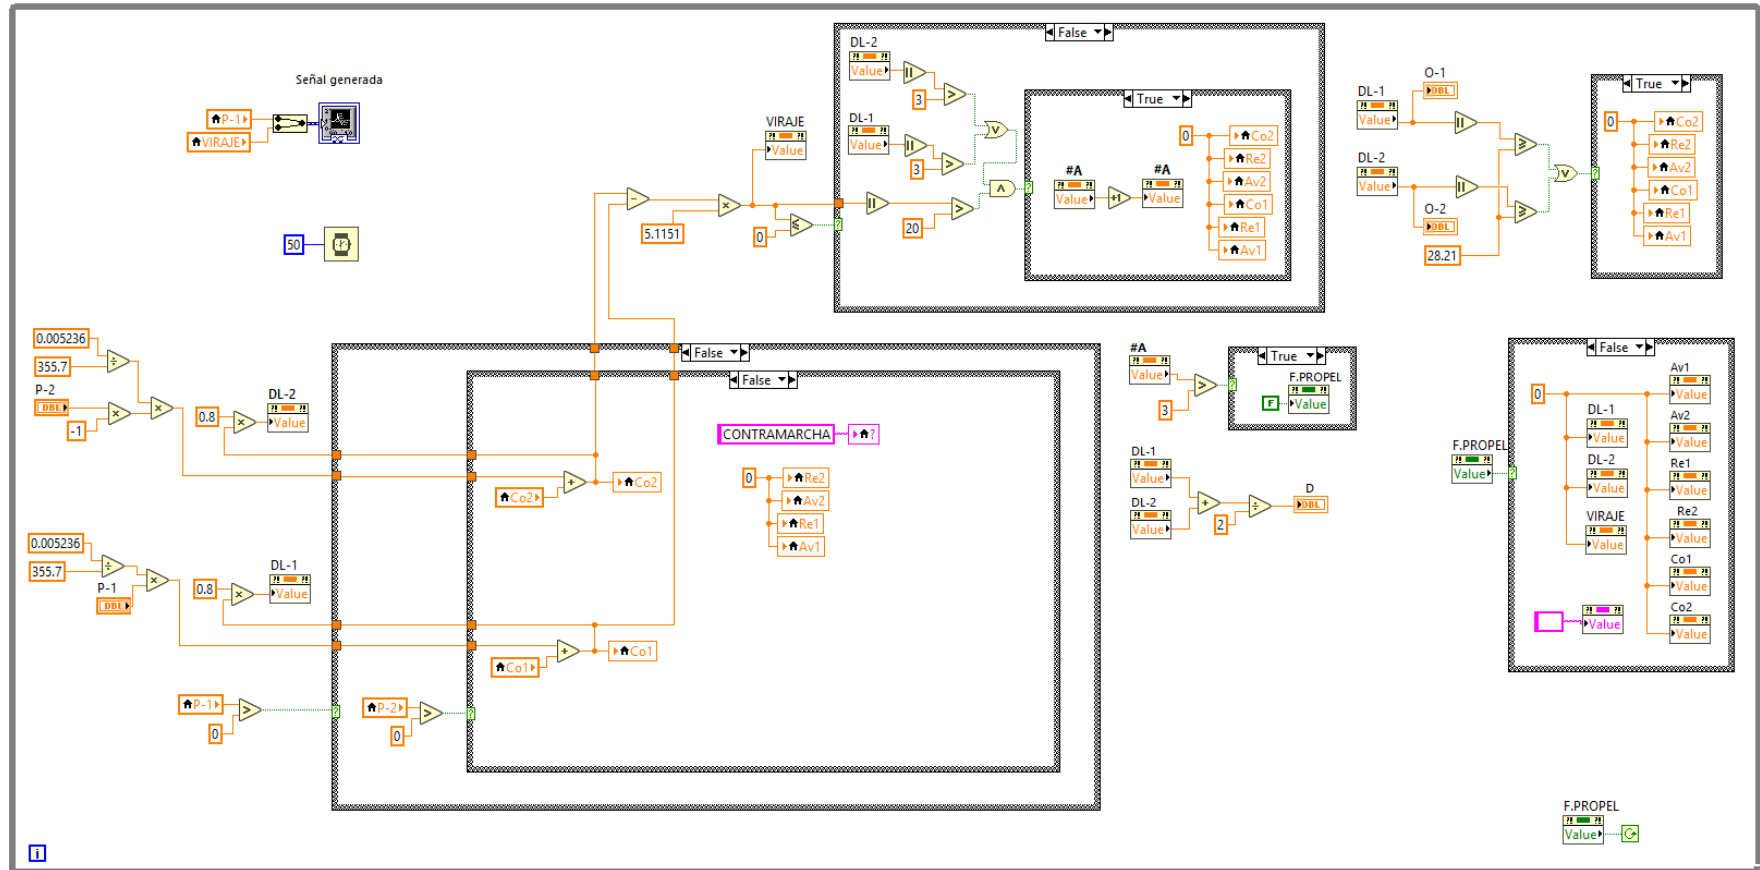 False
DL-2
Value
3
DL-1
Value
3
True
0
Co2
Re2
Av2
Co1
Re1
Av1
#A
Value
+1
#A
Value
20
Señal generada
P-1
VIRAJE
50
VIRAJE
Value
5.1151
0
O-1
DBL
DL-1
Value
DL-2
Value
O-2
DBL
28.21
True
0
Co2
Re2
Av2
Co1
Re1
Av1
0.005236
355.7
P-2
DBL
-1
0.8
DL-2
Value
0.005236
355.7
P-1
DBL
0.8
DL-1
Value
P-1
0
P-2
0
False
False
CONTRAMARCHA
?
Co2
Co2
0
Re2
Av2
Re1
Av1
Co1
Co1
#A
Value
3
True
F.PROPEL
F
Value
DL-1
Value
DL-2
Value
2
D
DBL
F.PROPEL
Value
False
0
DL-1
Value
DL-2
Value
VIRAJE
Value
Value
Av1
Value
Av2
Value
Re1
Value
Re2
Value
Co1
Value
Co2
Value
F.PROPEL
Value
i